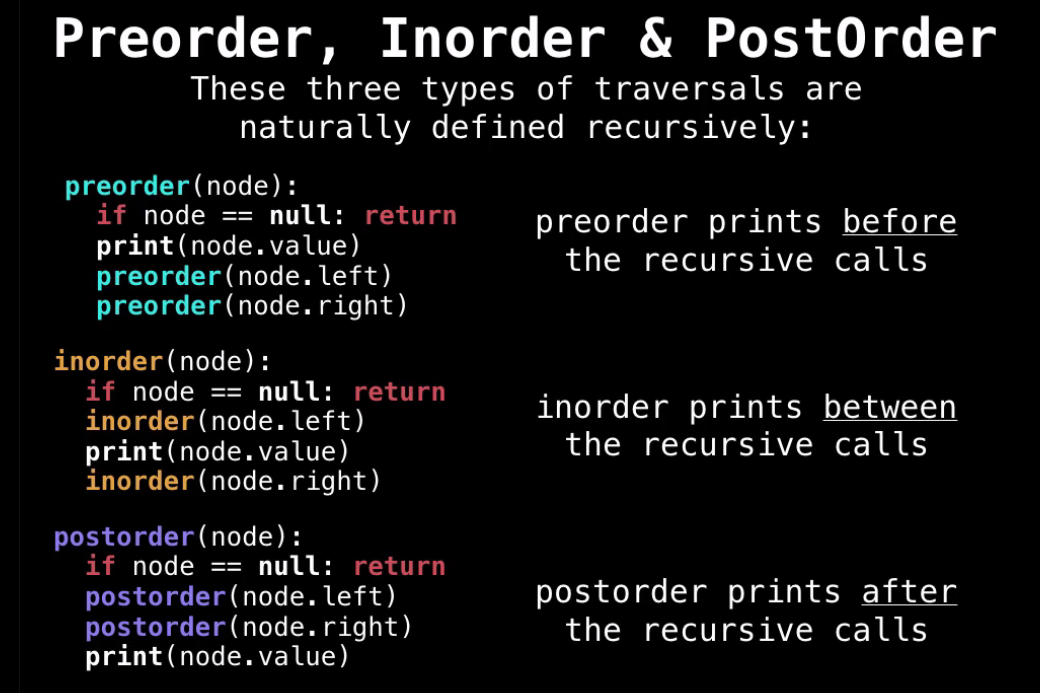 Preorder, Inorder & PostOrder
These three types of traversals are
naturally defined recursively:
preorder(node):
if node == null: return
print(node.value)
preorder(node.left)
preorder(node.right)
preorder prints before
the recursive calls
inorder(node):
if node == null: return
inorder(node.left)
print(node.value)
inorder(node.right)
inorder prints between
the recursive calls
postorder(node):
if node == null: return
postorder(node.left)
postorder(node.right)
print(node.value)
postorder prints after
the recursive calls